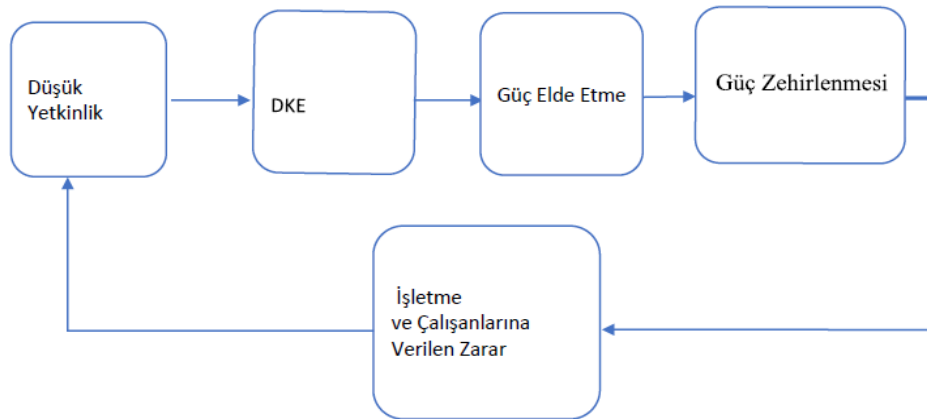 Düşük
Yetkinlik
DKE
Güç Elde Etme
Güç Zehirlenmesi
İşletme
ve Çalışanlarına
Verilen Zarar